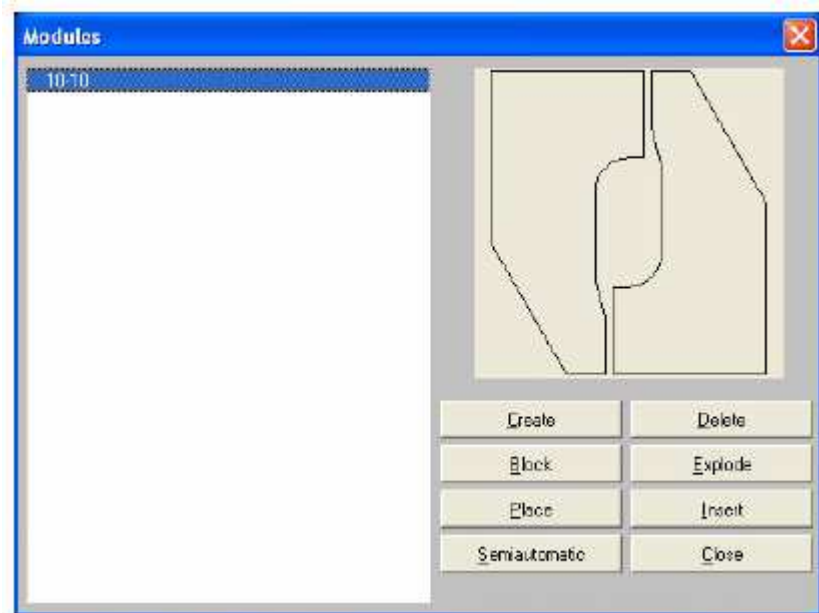 Modules
10-10
Create
Delete
Block
Explode
Place
Insert
Semiautomatic
Close